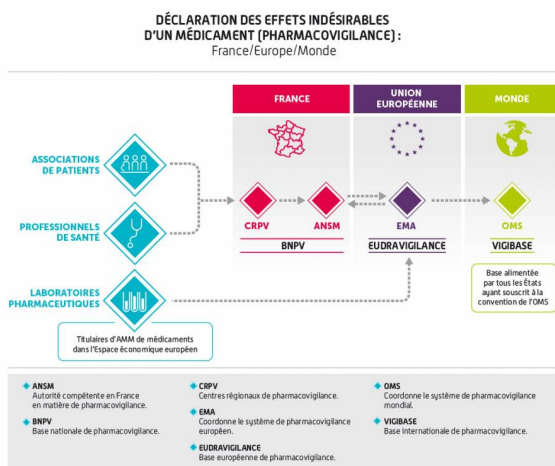 DÉCLARATION DES EFFETS INDÉSIRABLES
D'UN MÉDICAMENT (PHARMACOVIGILANCE) :
France/Europe/Monde
FRANCE
UNION
EUROPÉENNE
MONDE
ASSOCIATIONS
DE PATIENTS
PROFESSIONNELS
DE SANTÉ
CRPV
ANSM
EMA
OMS
BNPV
EUDRAVIGILANCE
VIGIBASE
LABORATOIRES
PHARMACEUTIQUES
Base alimentée
par tous les États
ayant souscrit à la
convention de l'OMS
Titulaires d'AMM de médicaments
dans l'Espace économique européen
ANSM
Autorité compétente en France
en matière de pharmacovigilance.
BNPV
Base nationale de pharmacovigilance.
CRPV
Centres régionaux de pharmacovigilance.
EMA
Coordonne le système de pharmacovigilance
européen.
EUDRAVIGILANCE
Base européenne de pharmacovigilance.
OMS
Coordonne le système de pharmacovigilance
mondial.
VIGIBASE
Base internationale de pharmacovigilance.